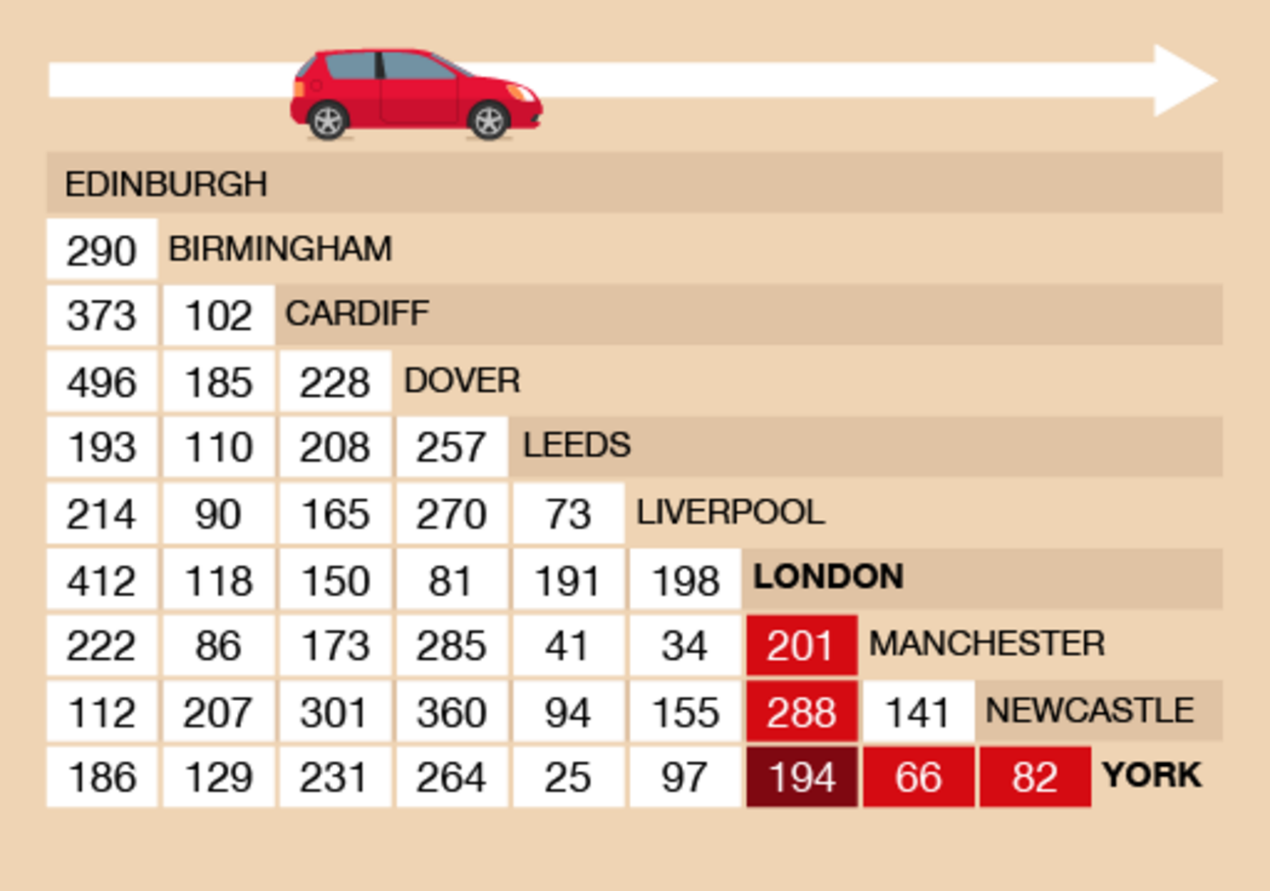 EDINBURGH
290 BIRMINGHAM
373 102 CARDIFF
496 185 228 DOVER
193 110 208 257 LEEDS
214 90 165 270 73 LIVERPOOL
412 118 150 81 191 198 LONDON
222 86 173 285 41 34 201 MANCHESTER
112 207 301 360 94 155 288 141 NEWCASTLE
186 129 231 264 25 97 194 66 82 YORK